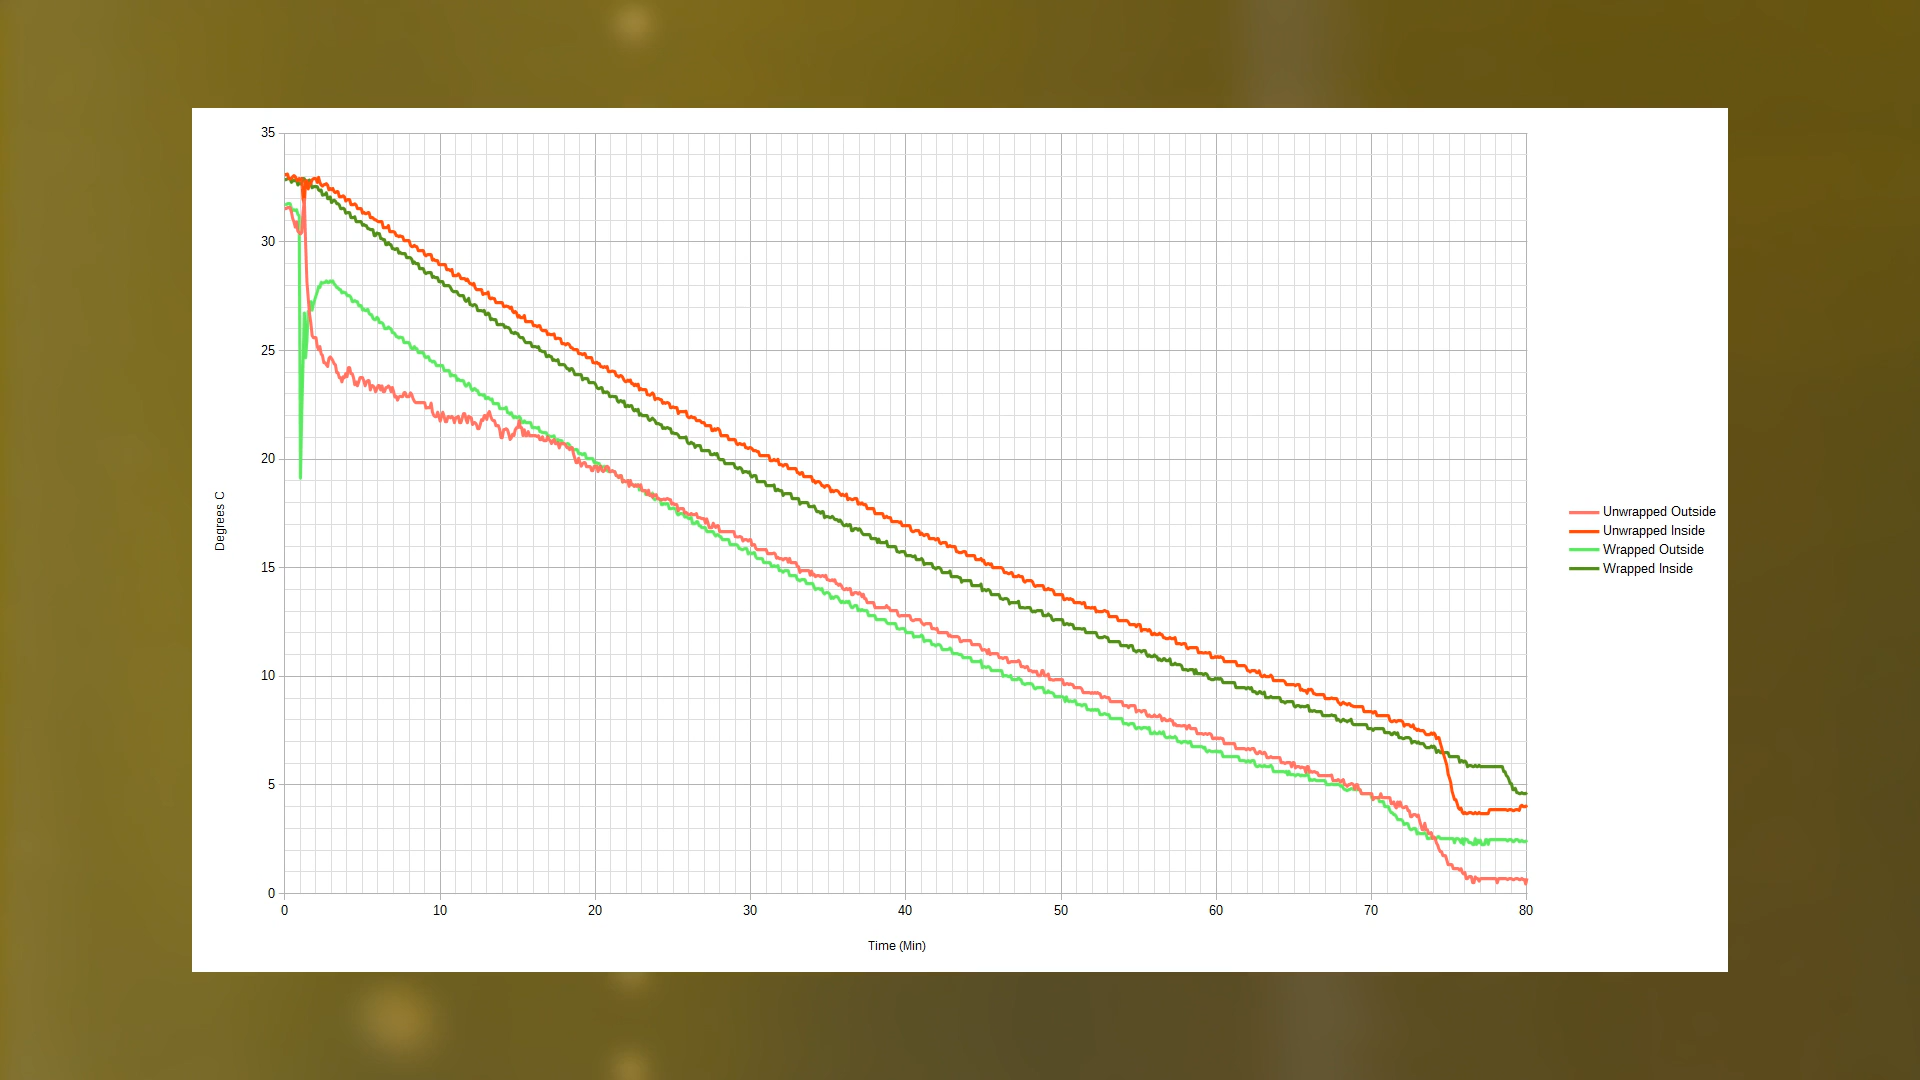 35
30
25
20
15
10
5
0
0 10 20 30 40 50 60 70 80
Degrees C
Time (Min)
Unwrapped Outside
Unwrapped Inside
Wrapped Outside
Wrapped Inside